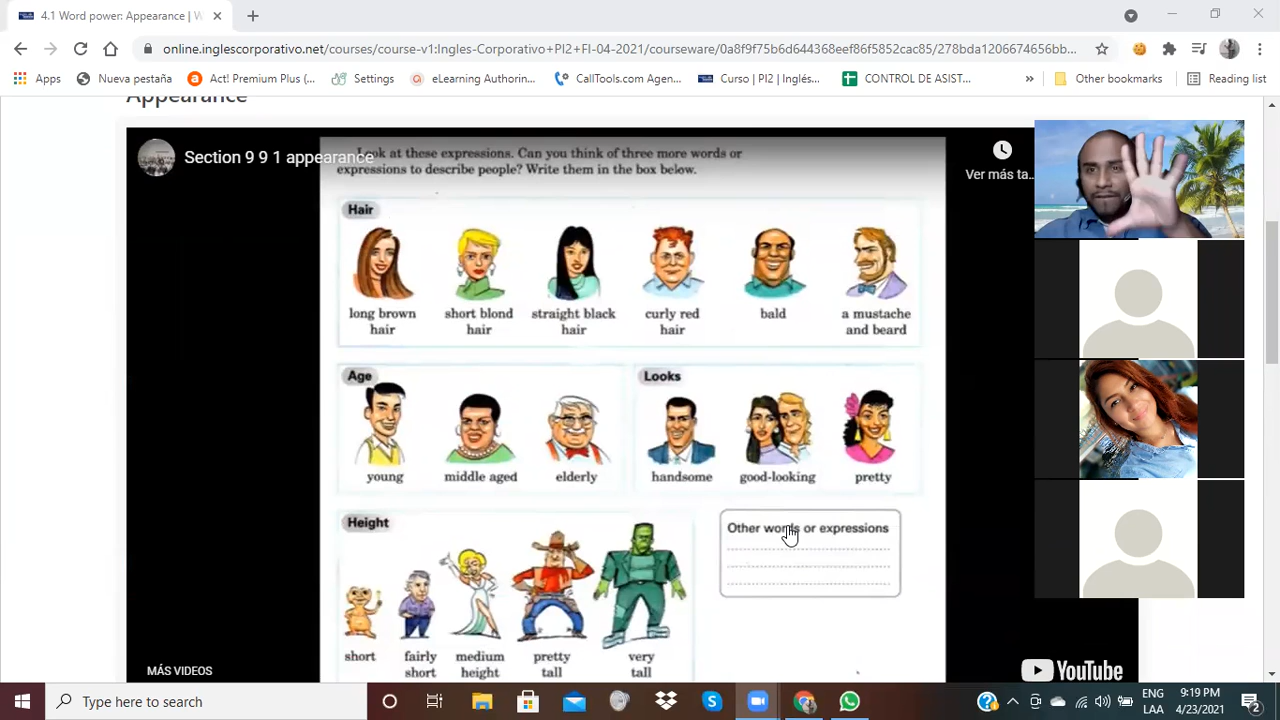 4.1 Word power: Appearance | W
online.inglescorporativo.net/courses/course-v1:Ingles-Corporativo+PI2+FI-04-2021/courseware/0a8f9f75b6d644368eef86f5852cac85/278bda1206674656bb...
Apps Nueva pestaña Act! Premium Plus (... Settings eLearning Authorin... CallTools.com Agen... Curso | PI2 | Inglés... CONTROL DE ASIST... » Other bookmarks Reading list
Appearance
Section 9 9 1 appearance
Ver más ta...
Look at these expressions. Can you think of three more words or
expressions to describe people? Write them in the box below.
Hair
long brown hair
short blond hair
straight black hair
curly red hair
bald
a mustache and beard
Age
young
middle aged
elderly
Looks
handsome
good-looking
pretty
Height
short
fairly short
medium height
pretty tall
very tall
Other words or expressions
MÁS VIDEOS
YouTube
Type here to search
ENG
LAA
9:19 PM
4/23/2021
2